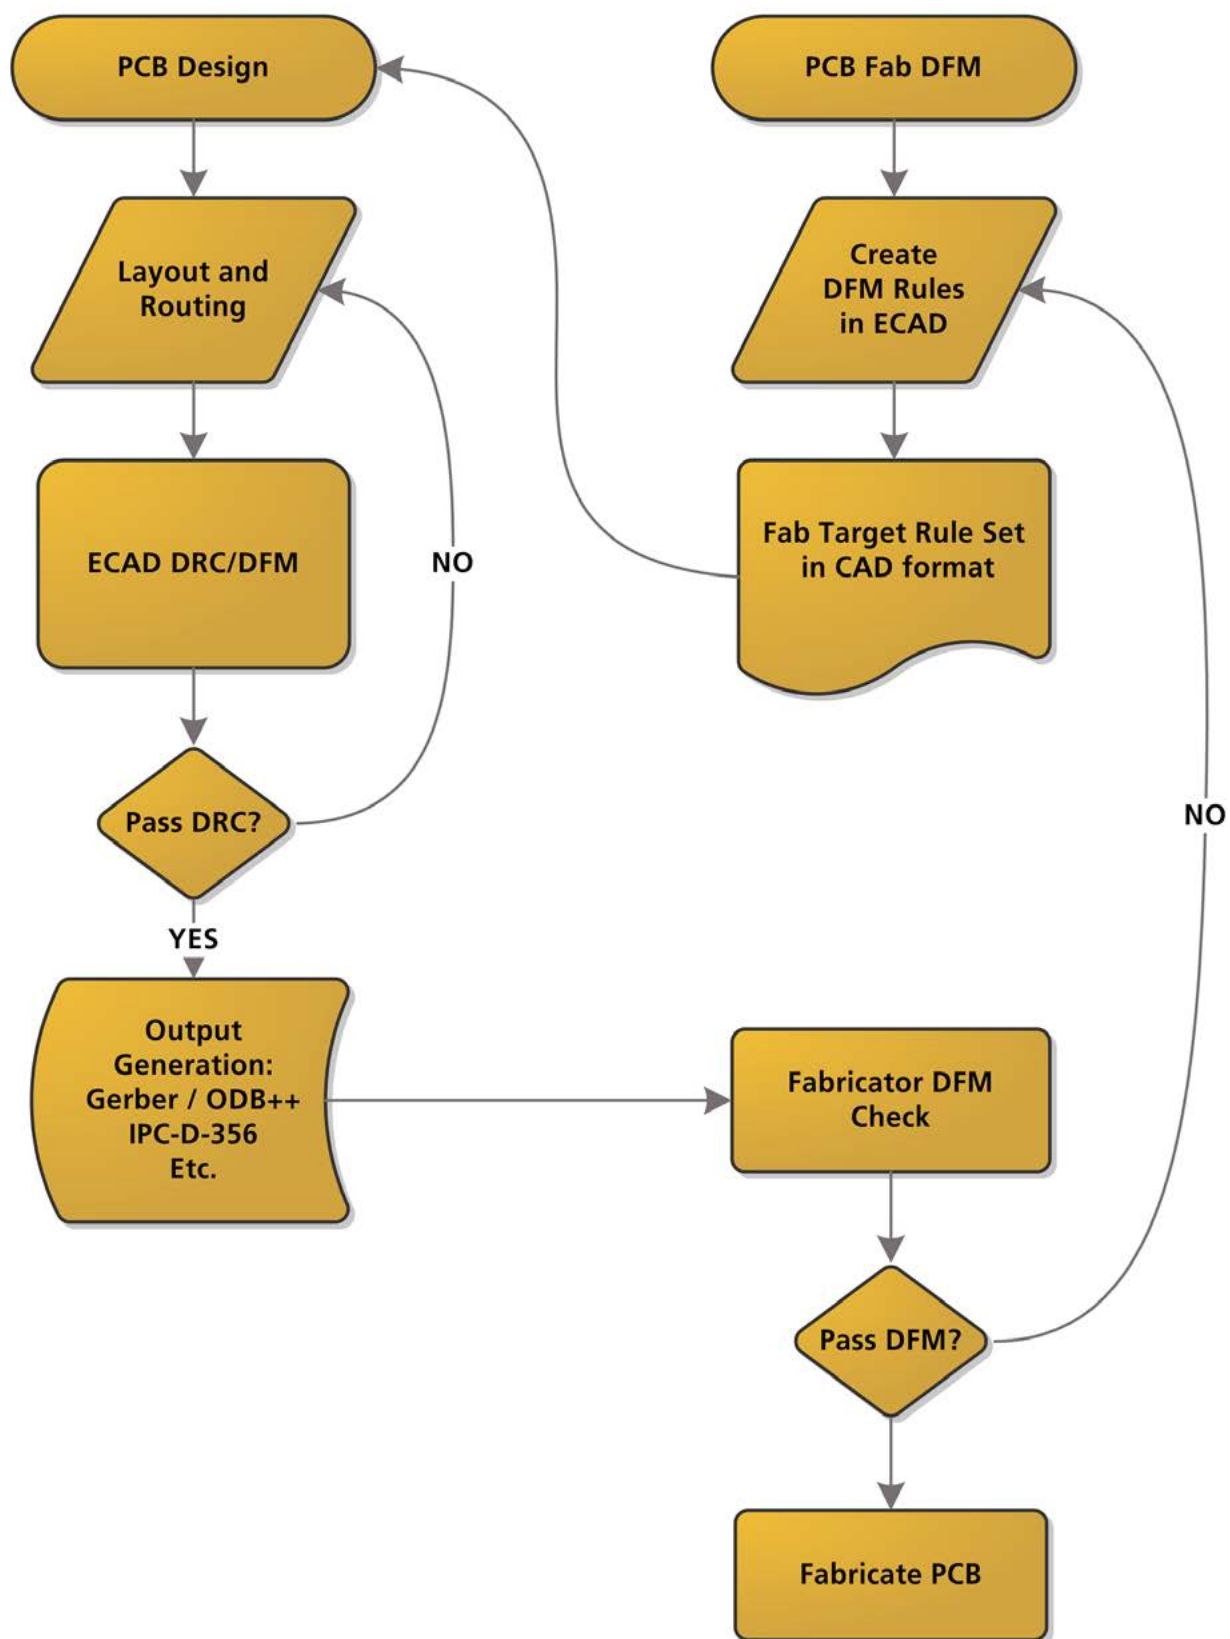 PCB Design
PCB Fab DFM
Layout and
Routing
Create
DFM Rules
in ECAD
ECAD DRC/DFM
NO
Fab Target Rule Set
in CAD format
Pass DRC?
NO
YES
Output
Generation:
Gerber / ODB++
IPC-D-356
Etc.
Fabricator DFM
Check
Pass DFM?
Fabricate PCB